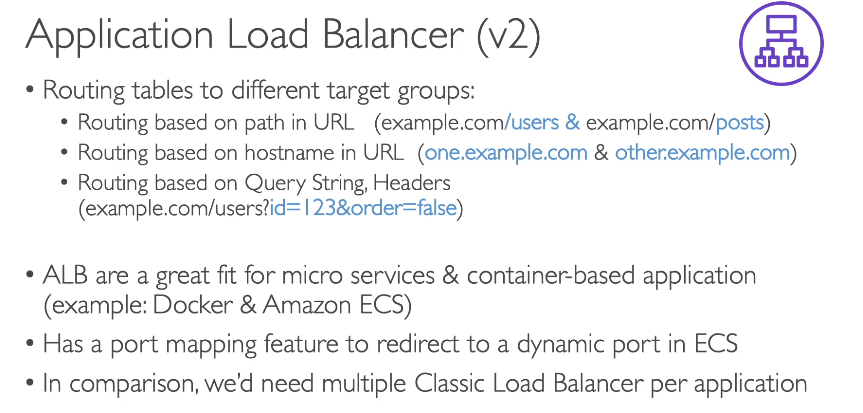 Application Load Balancer (v2)
• Routing tables to different target groups:
• Routing based on path in URL (example.com/users & example.com/posts)
• Routing based on hostname in URL (one.example.com & other.example.com)
• Routing based on Query String, Headers
(example.com/users?id=123&order=false)
• ALB are a great fit for micro services & container-based application
(example: Docker & Amazon ECS)
• Has a port mapping feature to redirect to a dynamic port in ECS
• In comparison, we’d need multiple Classic Load Balancer per application